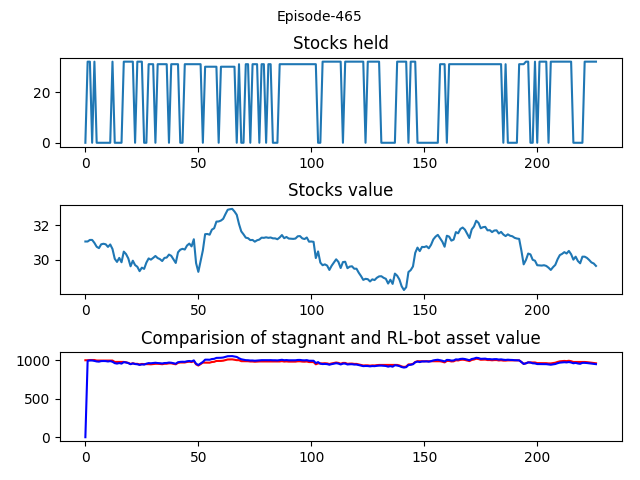 Episode-465
Stocks held
20
0
0 50 100 150 200
Stocks value
32
30
0 50 100 150 200
Comparision of stagnant and RL-bot asset value
1000
500
0
0 50 100 150 200